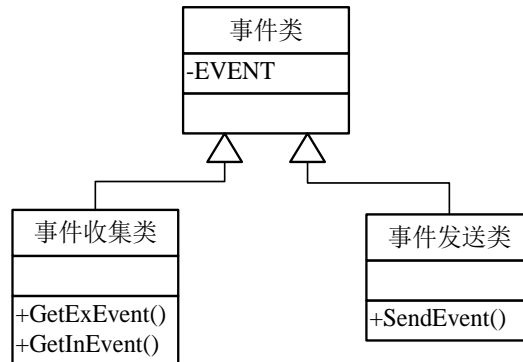 事件类
-EVENT
事件收集类
+GetExEvent()
+GetInEvent()
事件发送类
+SendEvent()